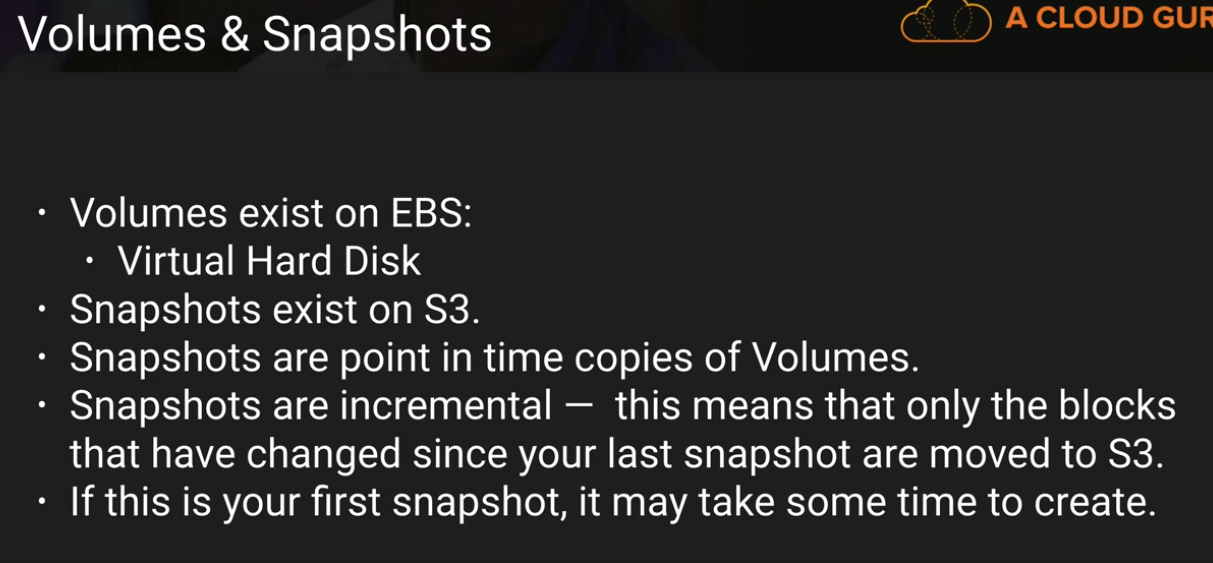 Volumes & Snapshots
A CLOUD GUR
· Volumes exist on EBS:
· Virtual Hard Disk
· Snapshots exist on S3.
· Snapshots are point in time copies of Volumes.
· Snapshots are incremental — this means that only the blocks
that have changed since your last snapshot are moved to S3.
· If this is your first snapshot, it may take some time to create.